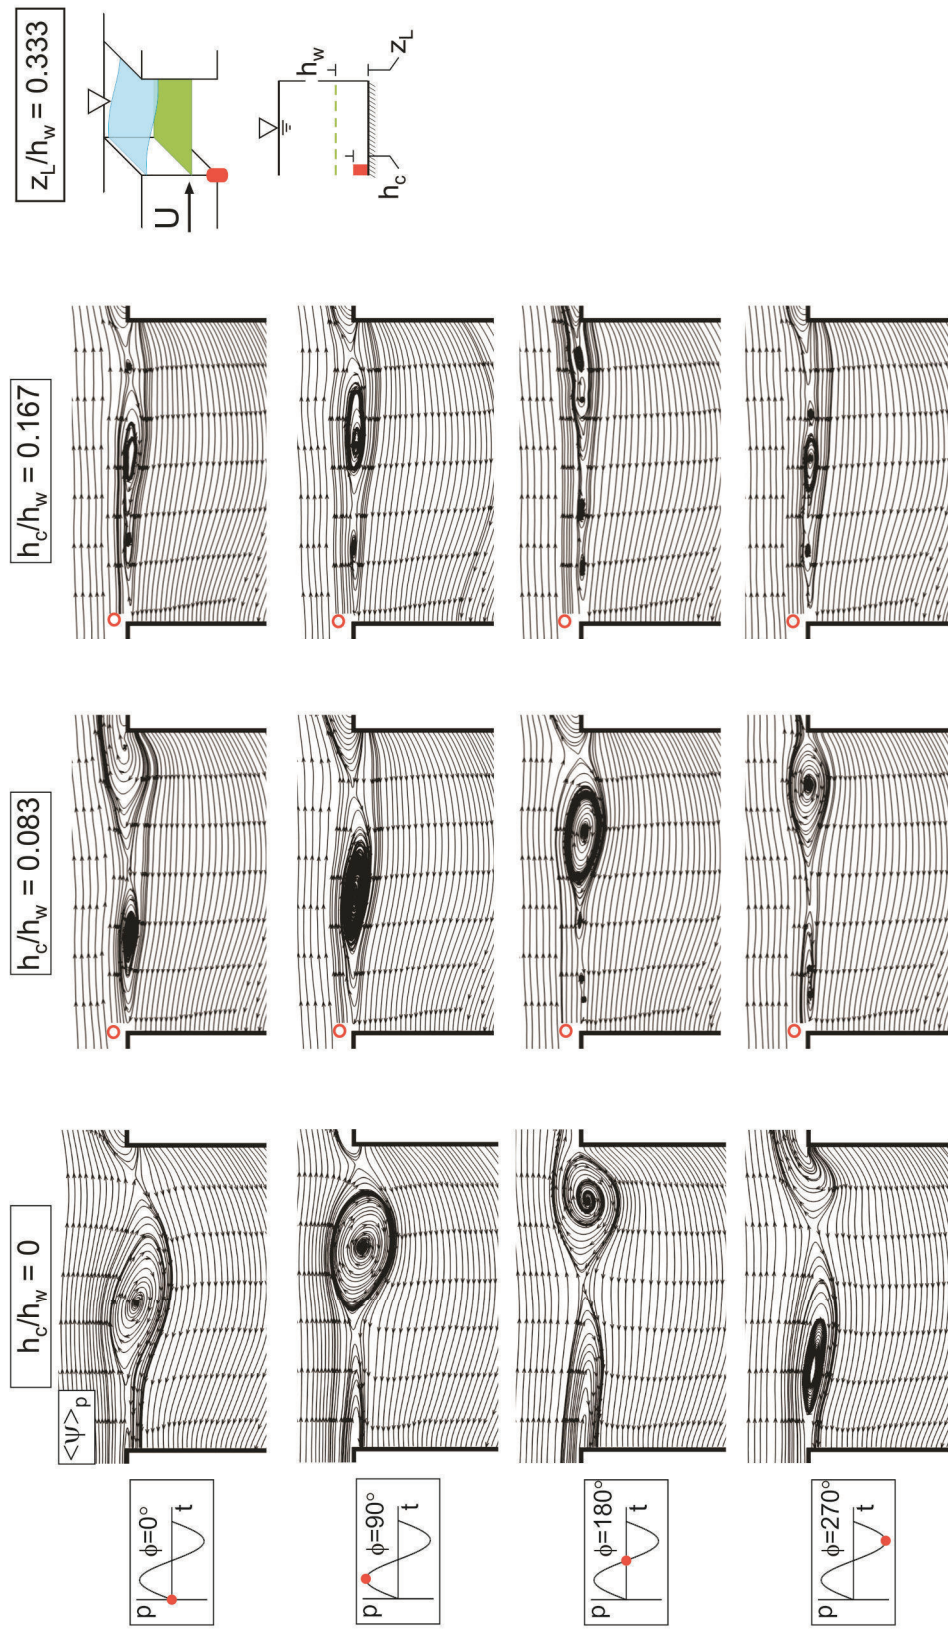 h_c/h_w = 0
h_c/h_w = 0.083
h_c/h_w = 0.167
z_L/h_w = 0.333
<ψ>_p
p
ϕ=0°
t
p
ϕ=90°
t
p
ϕ=180°
t
p
ϕ=270°
t
U
h_w
h_c
z_L